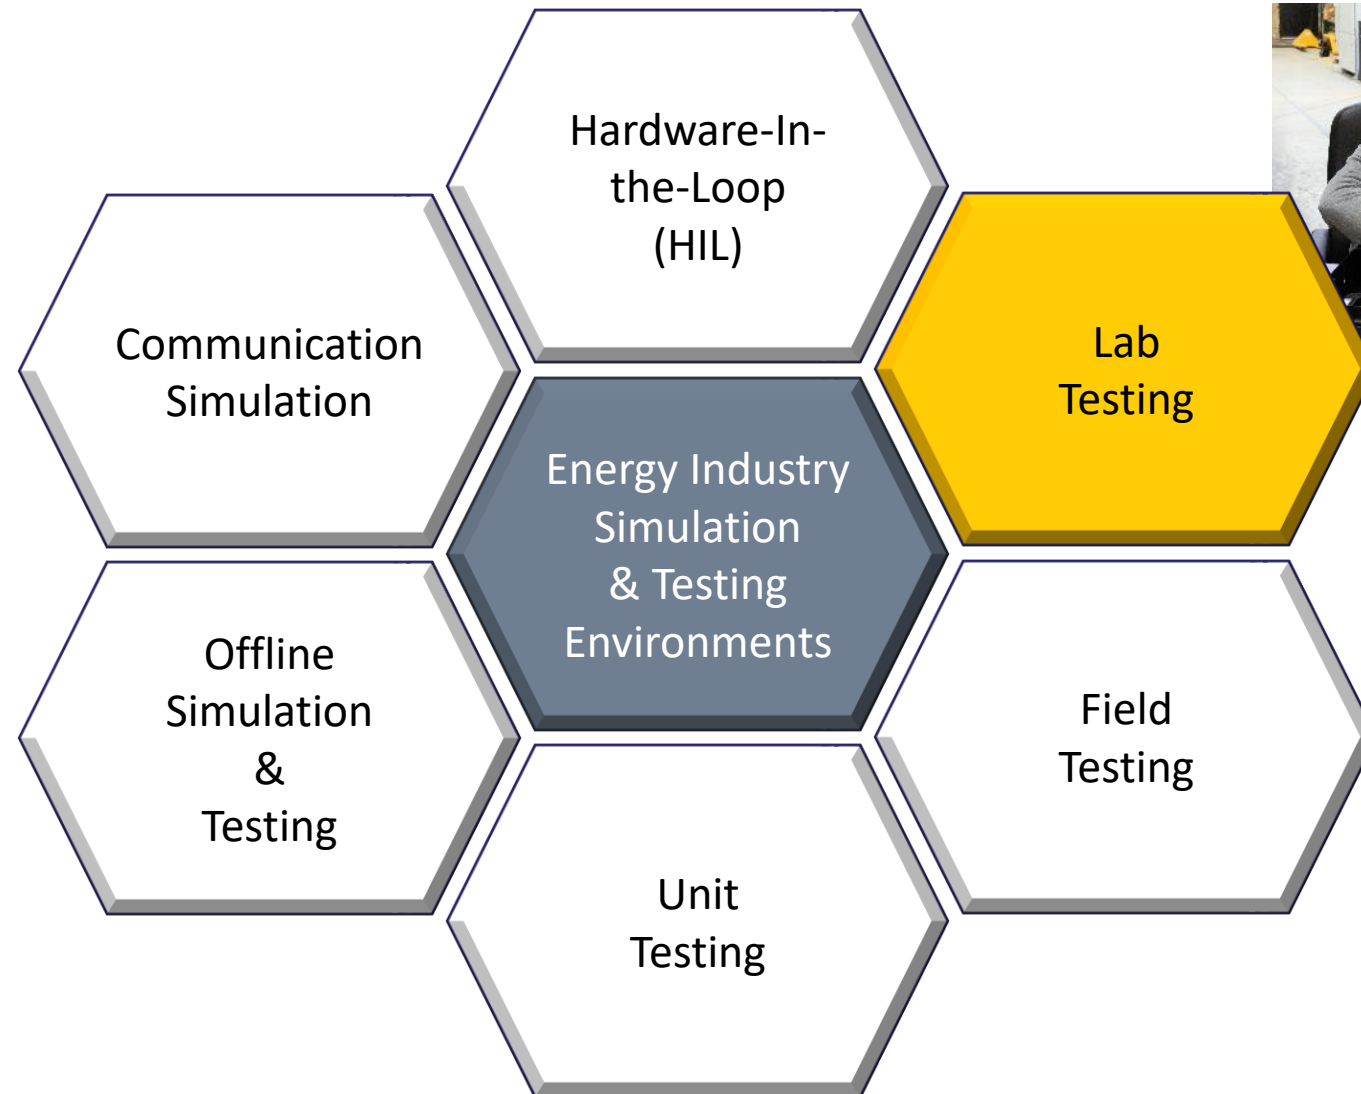 Hardware-In-
the-Loop
(HIL)
Communication
Simulation
Lab
Testing
Energy Industry
Simulation
& Testing
Environments
Offline
Simulation
&
Testing
Field
Testing
Unit
Testing